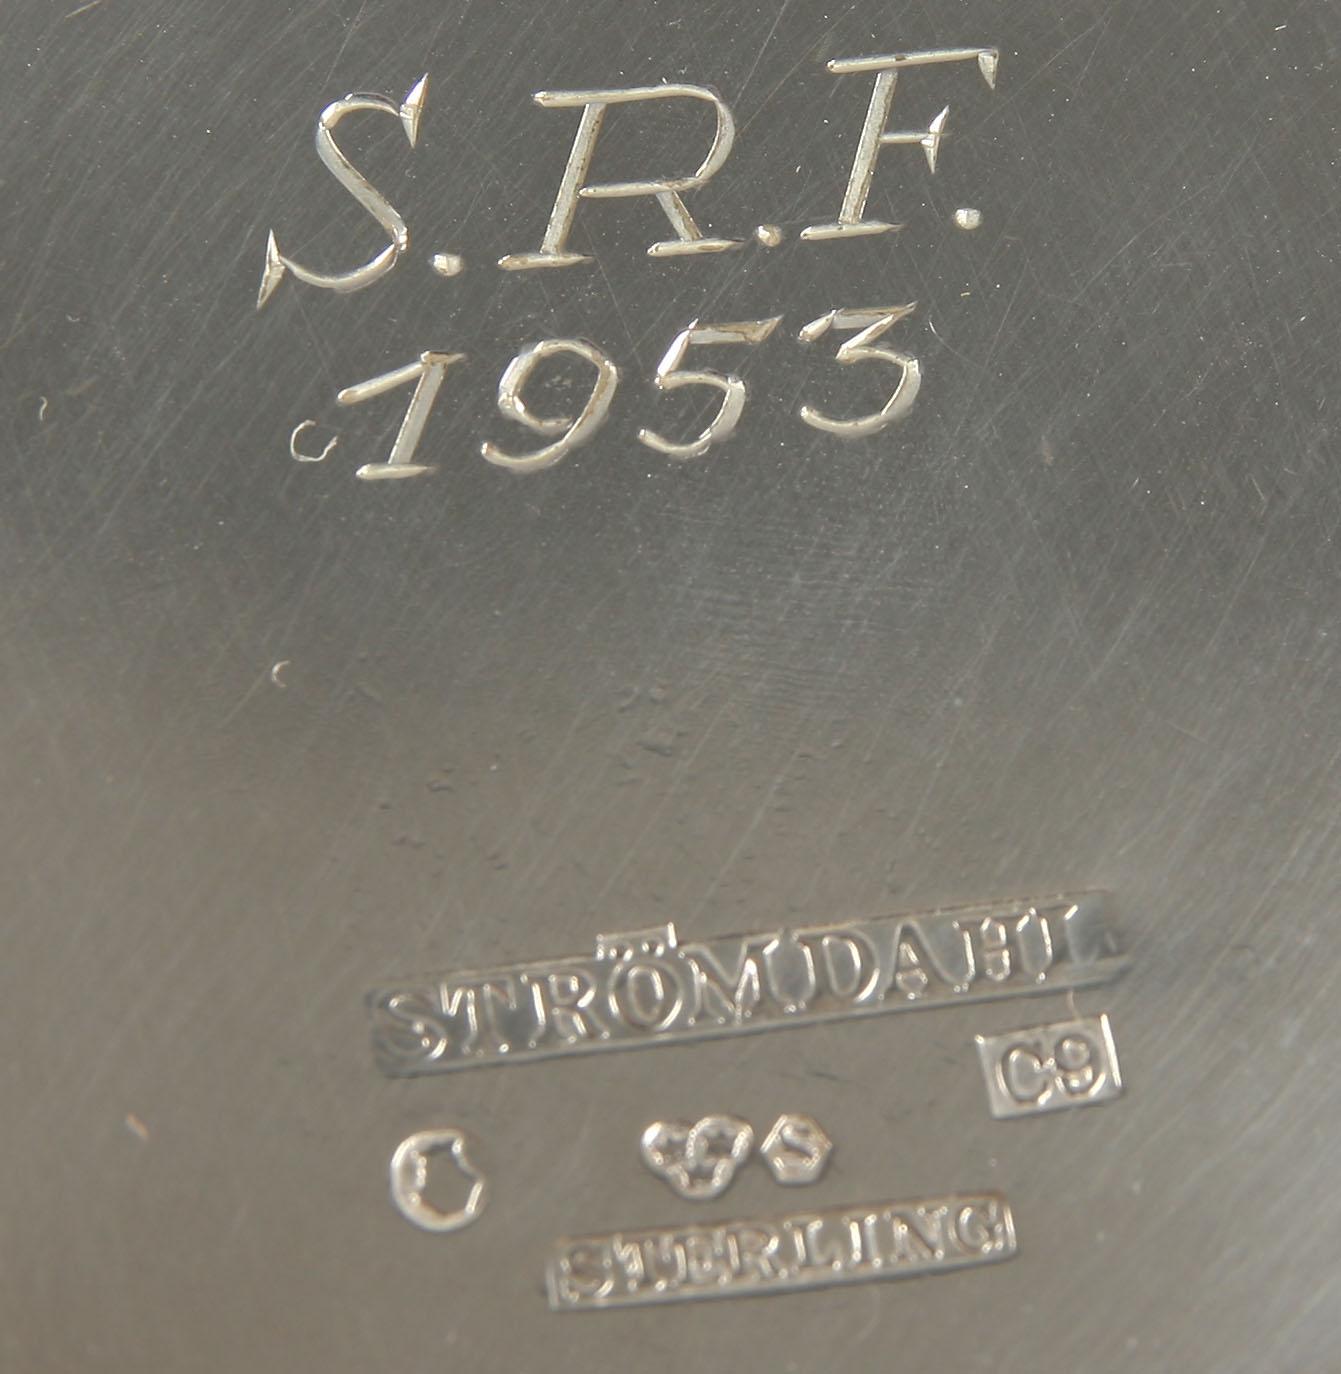 S.R.F.
1953
STRÖMDAHL
C9
S
STERLING